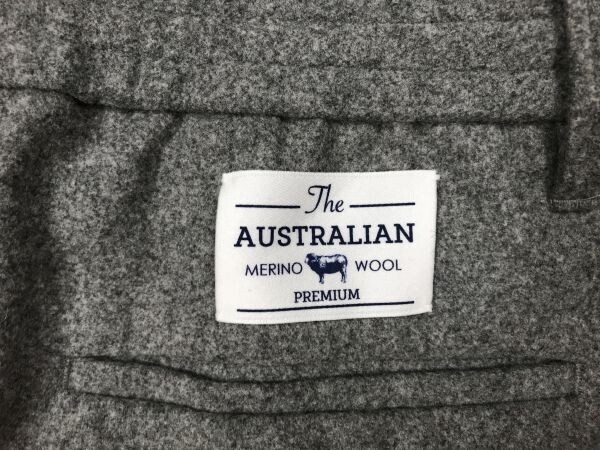 The
AUSTRALIAN
MERINO WOOL
PREMIUM